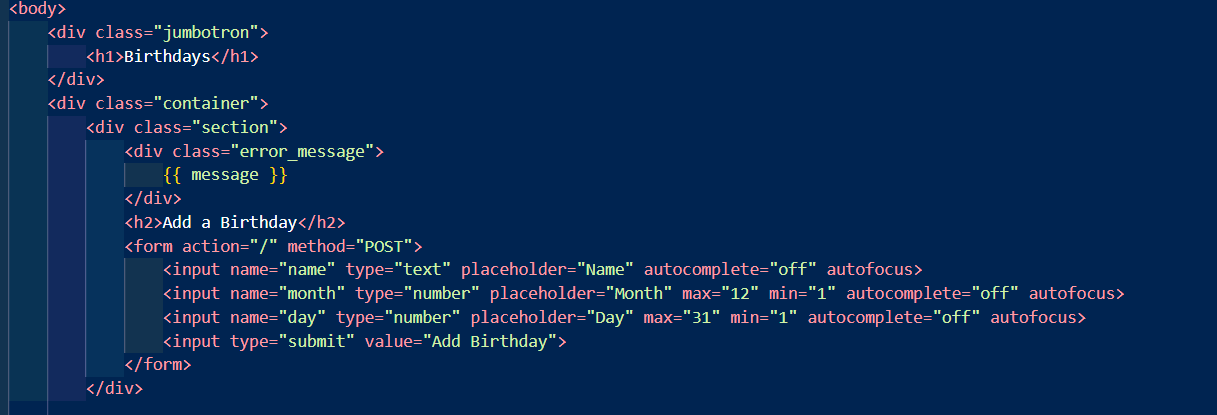 <body>
<div class="jumbotron">
<h1>Birthdays</h1>
</div>
<div class="container">
<div class="section">
<div class="error_message">
{{ message }}
</div>
<h2>Add a Birthday</h2>
<form action="/" method="POST">
<input name="name" type="text" placeholder="Name" autocomplete="off" autofocus>
<input name="month" type="number" placeholder="Month" max="12" min="1" autocomplete="off" autofocus>
<input name="day" type="number" placeholder="Day" max="31" min="1" autocomplete="off" autofocus>
<input type="submit" value="Add Birthday">
</form>
</div>